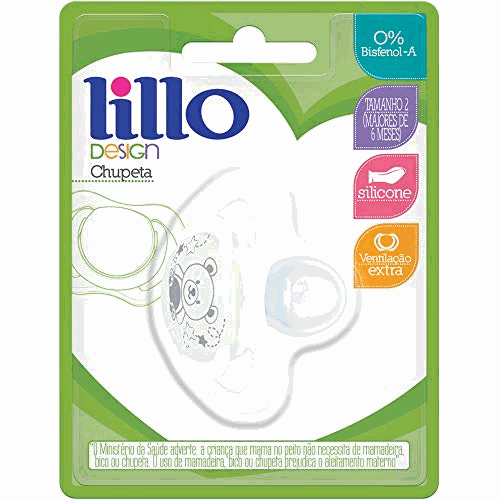 0%
Bisfenol-A
lillo
DESIGN
Chupeta
TAMANHO 2
(MAIORES DE
6 MESES)
silicone
Ventilação
extra
"O Ministério da Saúde adverte: a criança que mama no peito não necessita de mamadeira,
bico ou chupeta. O uso de mamadeira, bico ou chupeta prejudica o aleitamento materno"